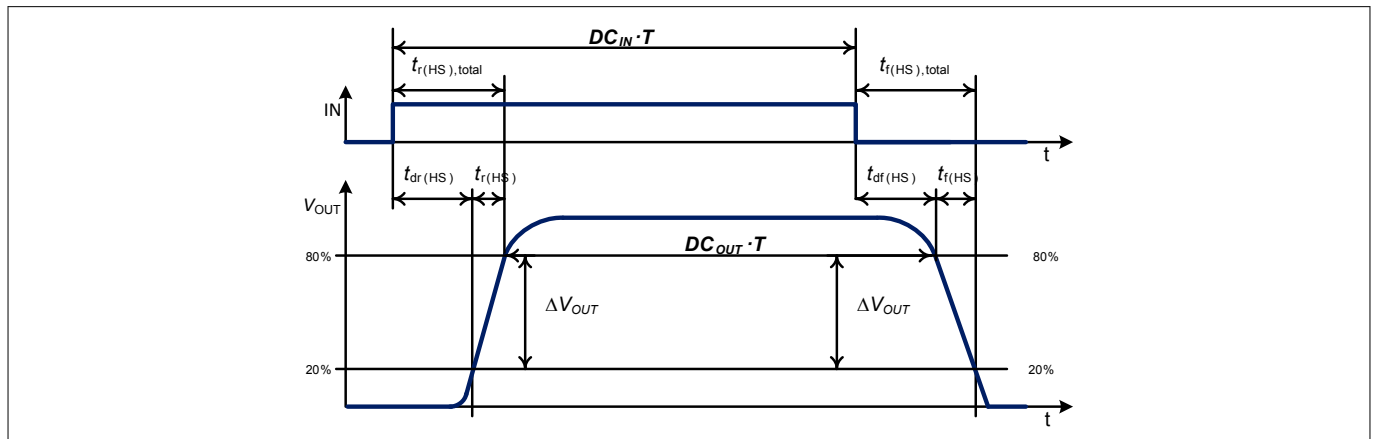 DC_IN · T
t_r(HS),total
t_f(HS),total
IN
t
t_dr(HS)
t_r(HS)
t_df(HS)
t_f(HS)
V_OUT
DC_OUT · T
80%
80%
ΔV_OUT
ΔV_OUT
20%
20%
t